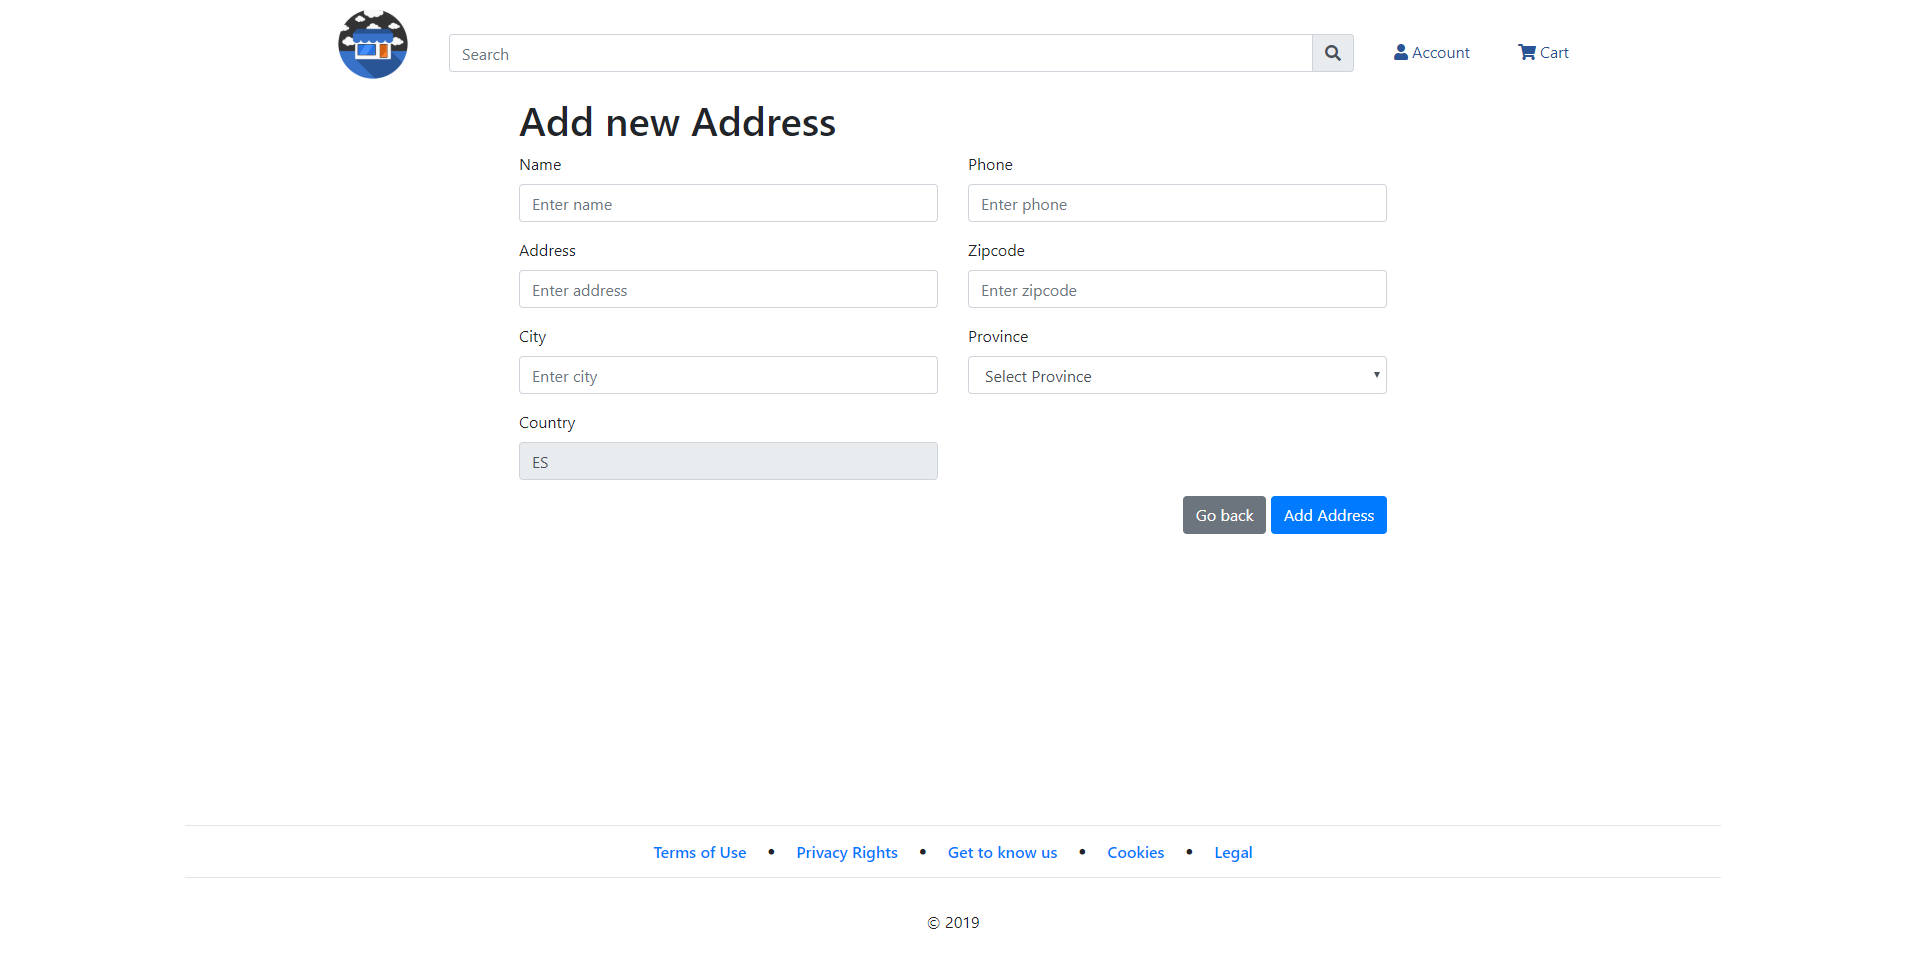 Search
Account
Cart
Add new Address
Name
Phone
Enter name
Enter phone
Address
Zipcode
Enter address
Enter zipcode
City
Province
Enter city
Select Province
Country
ES
Go back
Add Address
Terms of Use • Privacy Rights • Get to know us • Cookies • Legal
© 2019